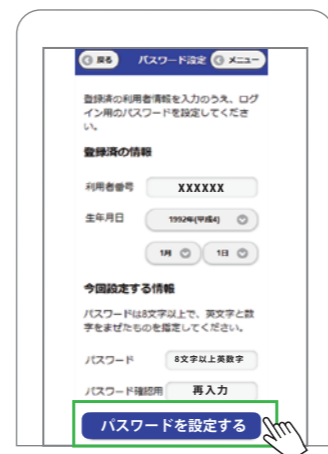 戻る パスワード設定 メニュー
登録済の利用者情報を入力のうえ、ログ
イン用のパスワードを設定してくださ
い。
登録済の情報
利用者番号 XXXXXX
生年月日 1992年(平成4)
1月 1日
今回設定する情報
パスワードは8文字以上で、英文字と数
字をまぜたものを指定してください。
パスワード 8文字以上英数字
パスワード確認用 再入力
パスワードを設定する